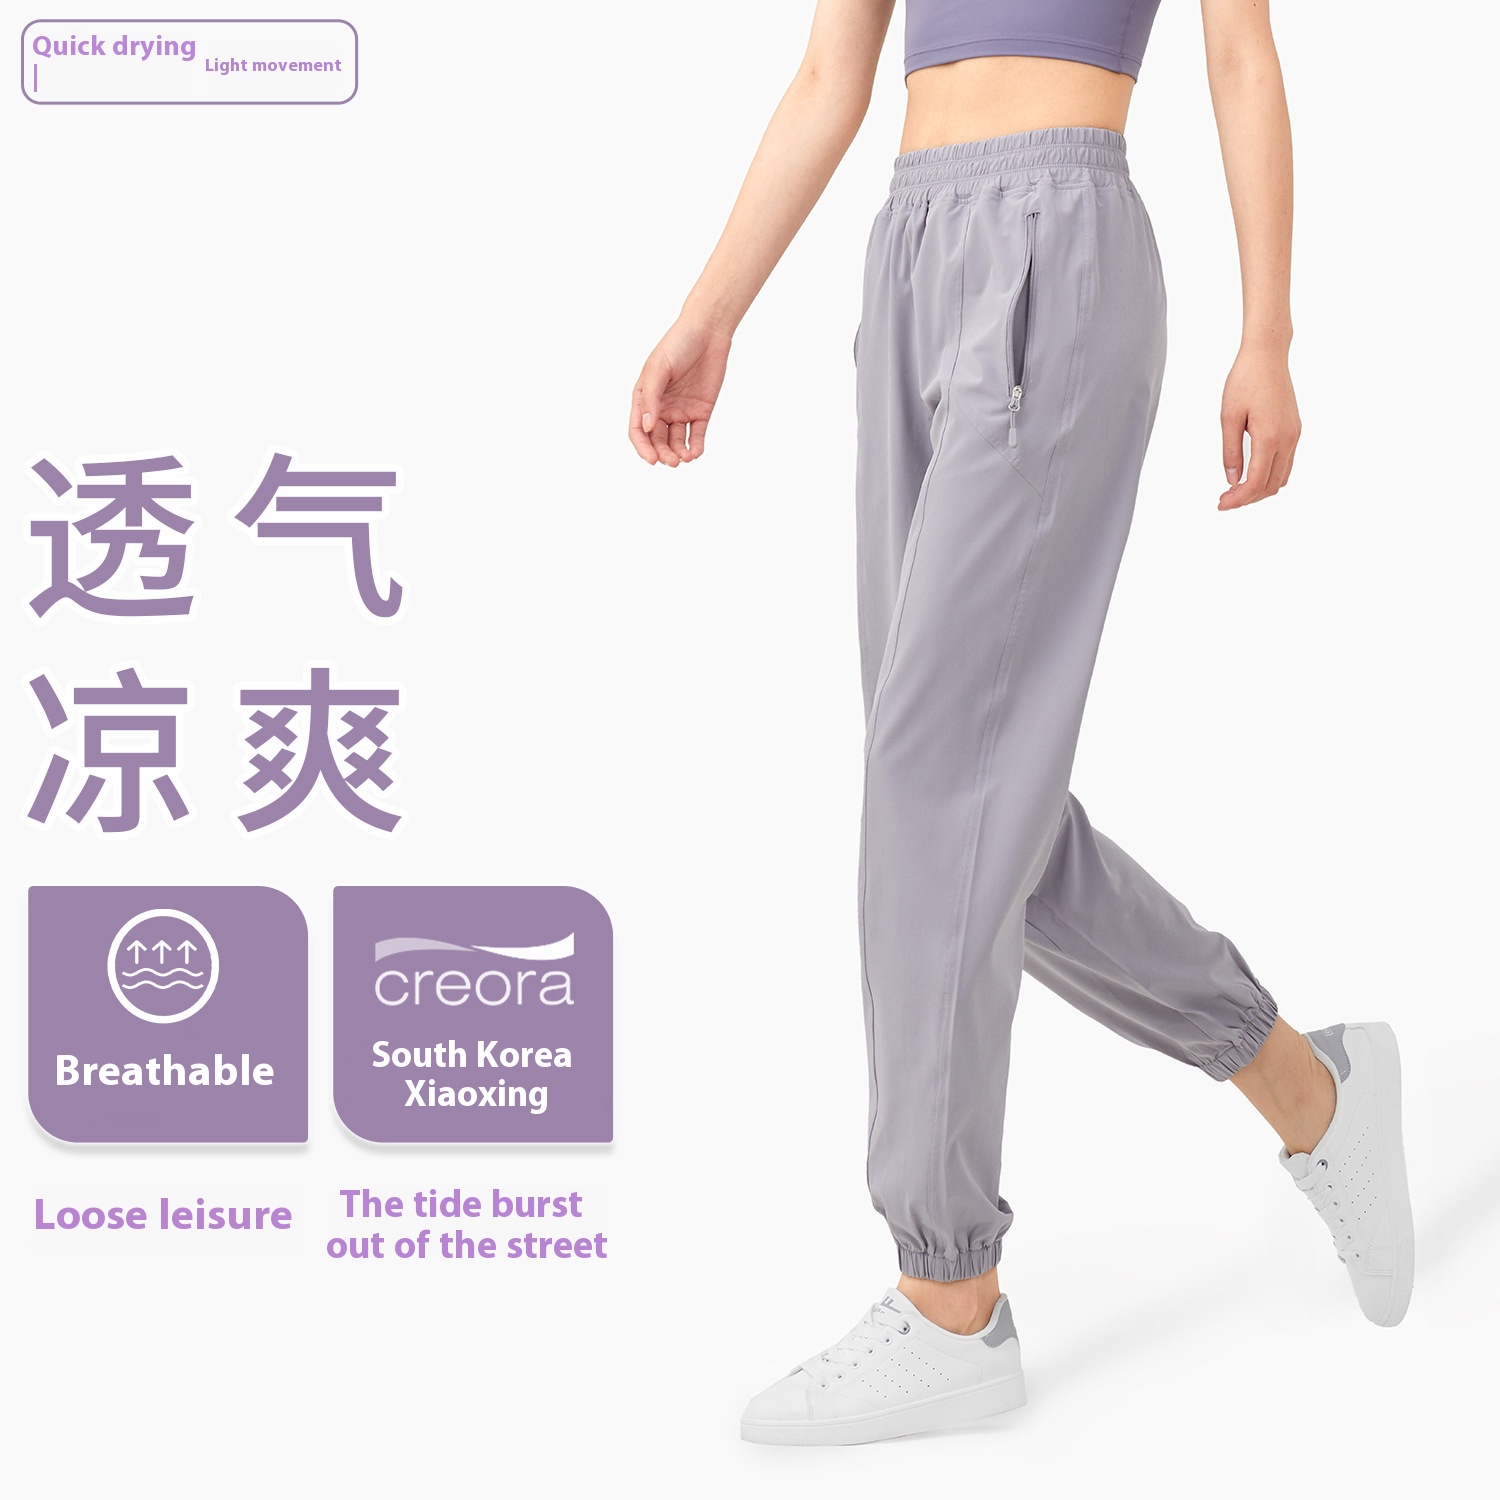 Quick drying
Light movement
|
透气
凉爽
Breathable
creora
South Korea
Xiaoxing
Loose leisure
The tide burst
out of the street